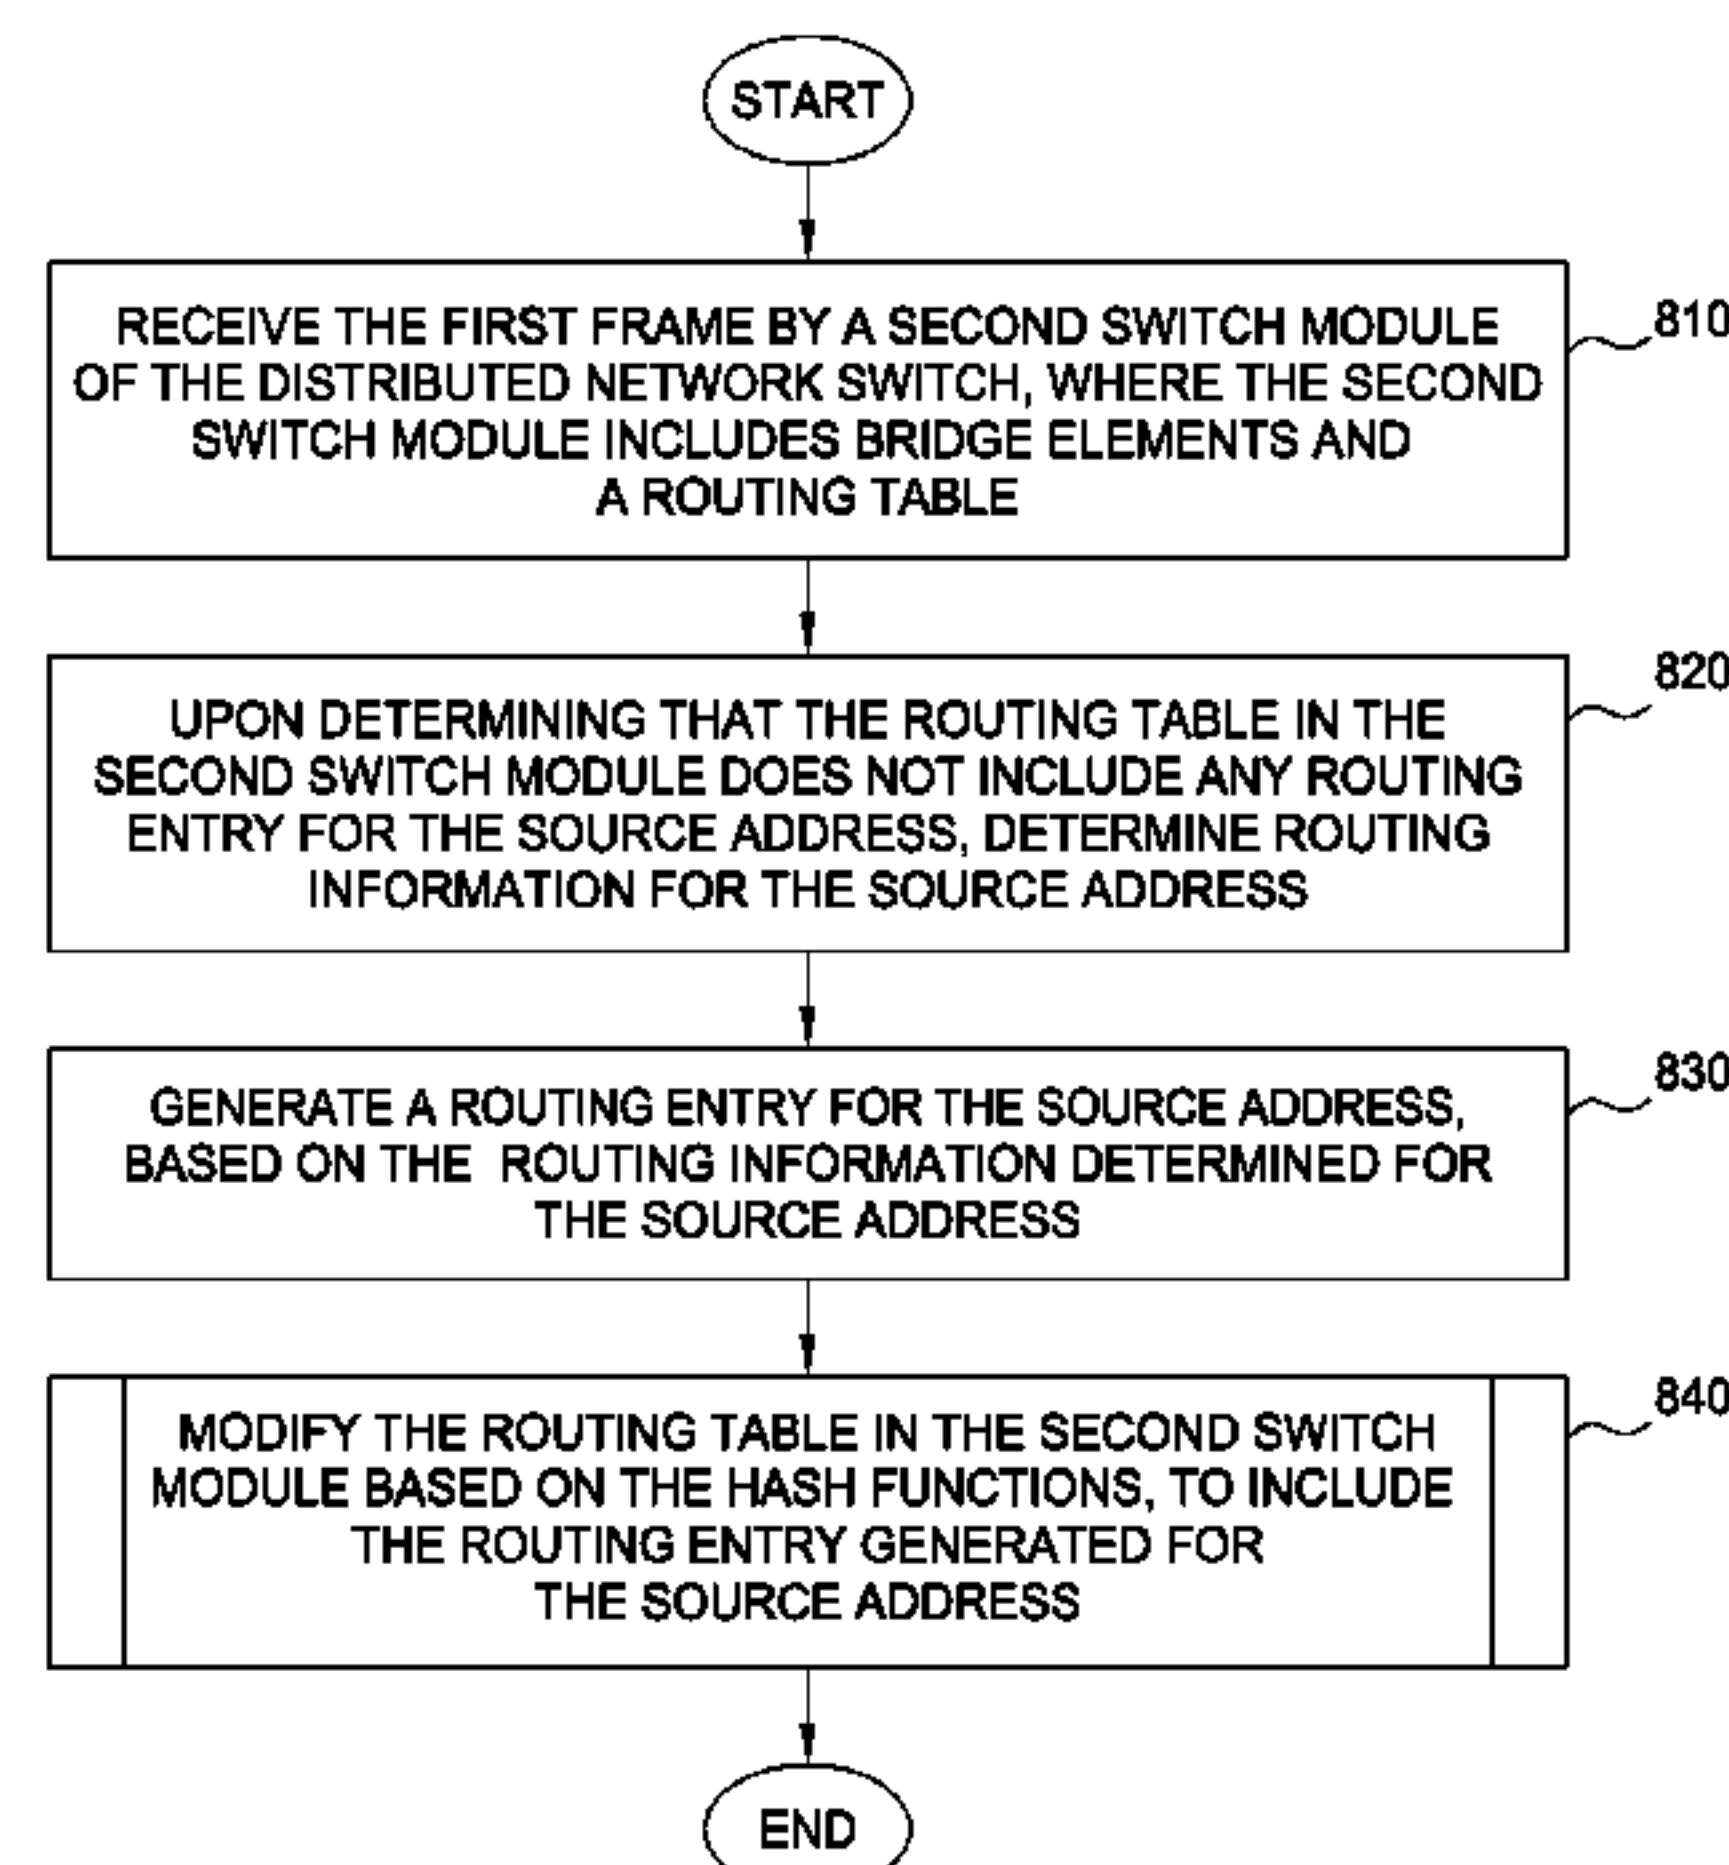 START
RECEIVE THE FIRST FRAME BY A SECOND SWITCH MODULE
OF THE DISTRIBUTED NETWORK SWITCH, WHERE THE SECOND
SWITCH MODULE INCLUDES BRIDGE ELEMENTS AND
A ROUTING TABLE
810
UPON DETERMINING THAT THE ROUTING TABLE IN THE
SECOND SWITCH MODULE DOES NOT INCLUDE ANY ROUTING
ENTRY FOR THE SOURCE ADDRESS, DETERMINE ROUTING
INFORMATION FOR THE SOURCE ADDRESS
820
GENERATE A ROUTING ENTRY FOR THE SOURCE ADDRESS,
BASED ON THE ROUTING INFORMATION DETERMINED FOR
THE SOURCE ADDRESS
830
MODIFY THE ROUTING TABLE IN THE SECOND SWITCH
MODULE BASED ON THE HASH FUNCTIONS, TO INCLUDE
THE ROUTING ENTRY GENERATED FOR
THE SOURCE ADDRESS
840
END